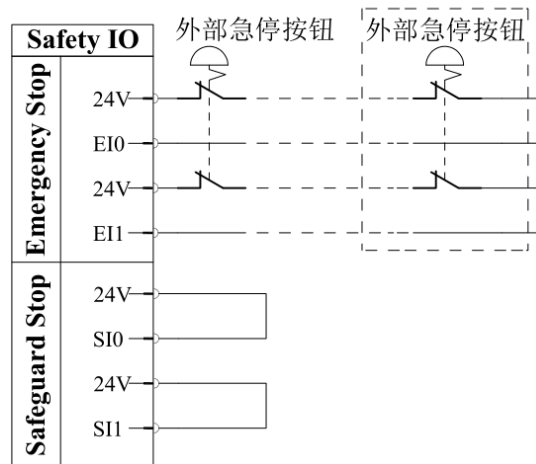 Safety IO
外部急停按钮
外部急停按钮
Emergency Stop
24V
EI0
24V
EI1
Safeguard Stop
24V
SI0
24V
SI1